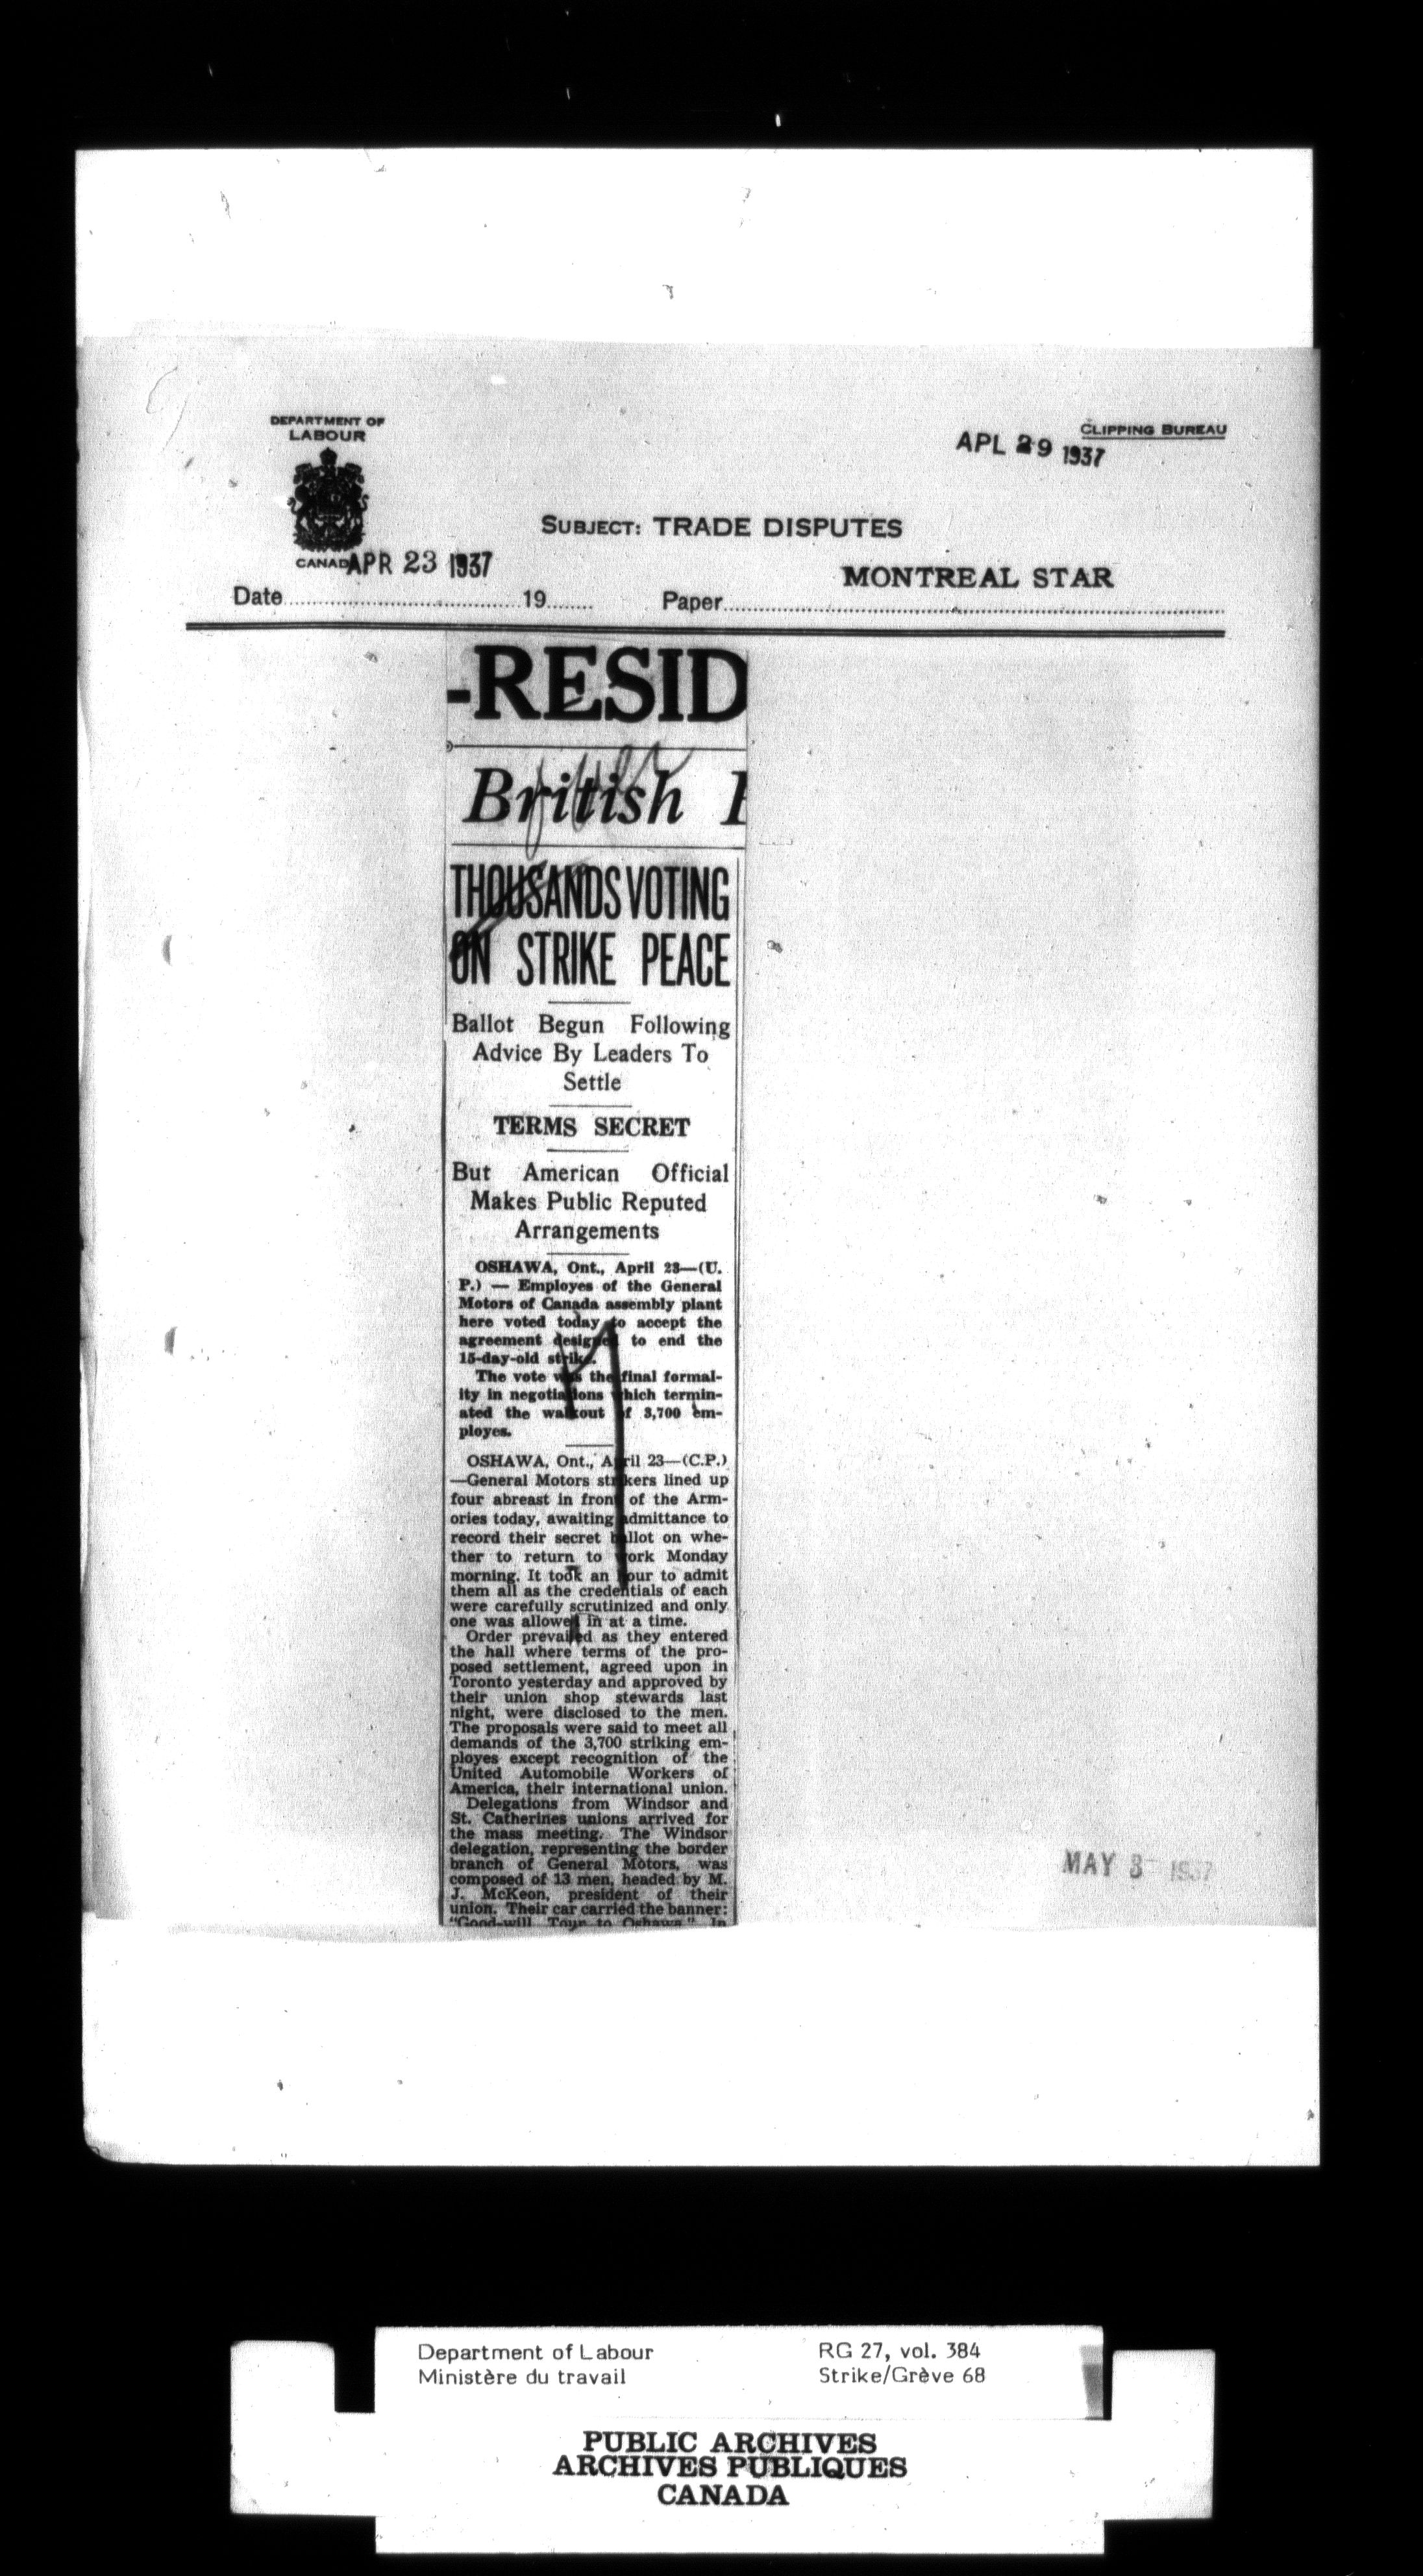 DEPARTMENT OF
LABOUR
CANADA
CLIPPING BUREAU
APL 29 1937
SUBJECT: TRADE DISPUTES
APR 23 1937
MONTREAL STAR
Date 19 Paper
-RESID
British
THOUSANDS VOTING
ON STRIKE PEACE
Ballot Begun Following
Advice By Leaders To
Settle
TERMS SECRET
But American Official
Makes Public Reputed
Arrangements
OSHAWA, Ont., April 23—(U.
P.) — Employes of the General
Motors of Canada assembly plant
here voted today to accept the
agreement designed to end the
15-day-old strike.
The vote was the final formal-
ity in negotiations which termin-
ated the walkout of 3,700 em-
ployes.
OSHAWA, Ont., April 23—(C.P.)
—General Motors strikers lined up
four abreast in front of the Arm-
ories today, awaiting admittance to
record their secret ballot on whe-
ther to return to work Monday
morning. It took an hour to admit
them all as the credentials of each
were carefully scrutinized and only
one was allowed in at a time.
Order prevailed as they entered
the hall where terms of the pro-
posed settlement, agreed upon in
Toronto yesterday and approved by
their union shop stewards last
night, were disclosed to the men.
The proposals were said to meet all
demands of the 3,700 striking em-
ployes except recognition of the
United Automobile Workers of
America, their international union.
Delegations from Windsor and
St. Catherines unions arrived for
the mass meeting. The Windsor
delegation, representing the border
branch of General Motors, was
composed of 13 men, headed by M.
J. McKeon, president of their
union. Their car carried the banner:
"Good-will Tour to Oshawa." In
MAY 3 1937
Department of Labour
Ministère du travail
RG 27, vol. 384
Strike/Grève 68
PUBLIC ARCHIVES
ARCHIVES PUBLIQUES
CANADA